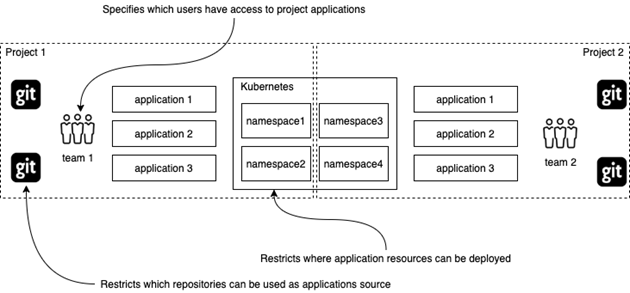 Specifies which users have access to project applications
Project 1
Project 2
git
git
team 1
application 1
application 2
application 3
Kubernetes
namespace1
namespace3
namespace2
namespace4
application 1
application 2
application 3
team 2
git
git
Restricts where application resources can be deployed
Restricts which repositories can be used as applications source